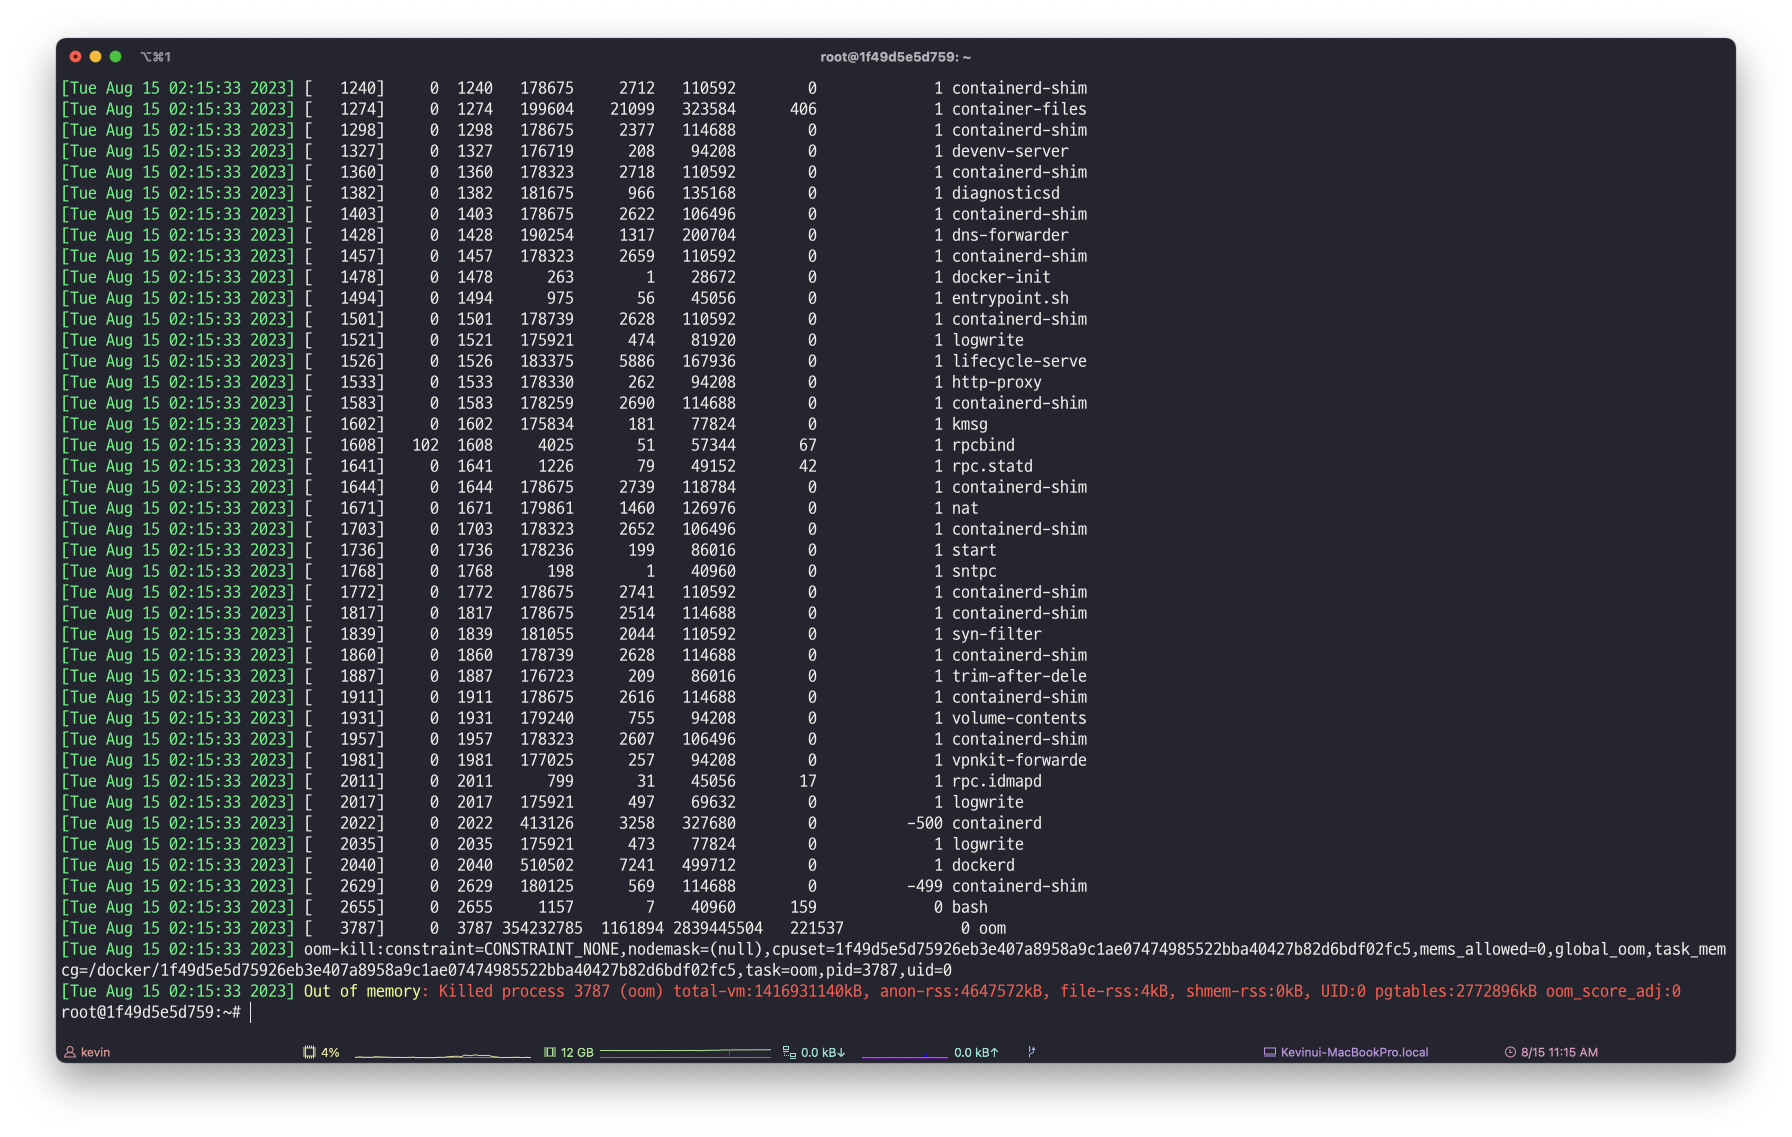 ⌥⌘1
root@1f49d5e5d759: ~
[Tue Aug 15 02:15:33 2023] [   1240]     0  1240   178675     2712   110592        0             1 containerd-shim
[Tue Aug 15 02:15:33 2023] [   1274]     0  1274   199604    21099   323584      406             1 container-files
[Tue Aug 15 02:15:33 2023] [   1298]     0  1298   178675     2377   114688        0             1 containerd-shim
[Tue Aug 15 02:15:33 2023] [   1327]     0  1327   176719      208    94208        0             1 devenv-server
[Tue Aug 15 02:15:33 2023] [   1360]     0  1360   178323     2718   110592        0             1 containerd-shim
[Tue Aug 15 02:15:33 2023] [   1382]     0  1382   181675      966   135168        0             1 diagnosticsd
[Tue Aug 15 02:15:33 2023] [   1403]     0  1403   178675     2622   106496        0             1 containerd-shim
[Tue Aug 15 02:15:33 2023] [   1428]     0  1428   190254     1317   200704        0             1 dns-forwarder
[Tue Aug 15 02:15:33 2023] [   1457]     0  1457   178323     2659   110592        0             1 containerd-shim
[Tue Aug 15 02:15:33 2023] [   1478]     0  1478      263        1    28672        0             1 docker-init
[Tue Aug 15 02:15:33 2023] [   1494]     0  1494      975       56    45056        0             1 entrypoint.sh
[Tue Aug 15 02:15:33 2023] [   1501]     0  1501   178739     2628   110592        0             1 containerd-shim
[Tue Aug 15 02:15:33 2023] [   1521]     0  1521   175921      474    81920        0             1 logwrite
[Tue Aug 15 02:15:33 2023] [   1526]     0  1526   183375     5886   167936        0             1 lifecycle-serve
[Tue Aug 15 02:15:33 2023] [   1533]     0  1533   178330      262    94208        0             1 http-proxy
[Tue Aug 15 02:15:33 2023] [   1583]     0  1583   178259     2690   114688        0             1 containerd-shim
[Tue Aug 15 02:15:33 2023] [   1602]     0  1602   175834      181    77824        0             1 kmsg
[Tue Aug 15 02:15:33 2023] [   1608]   102  1608     4025       51    57344       67             1 rpcbind
[Tue Aug 15 02:15:33 2023] [   1641]     0  1641     1226       79    49152       42             1 rpc.statd
[Tue Aug 15 02:15:33 2023] [   1644]     0  1644   178675     2739   118784        0             1 containerd-shim
[Tue Aug 15 02:15:33 2023] [   1671]     0  1671   179861     1460   126976        0             1 nat
[Tue Aug 15 02:15:33 2023] [   1703]     0  1703   178323     2652   106496        0             1 containerd-shim
[Tue Aug 15 02:15:33 2023] [   1736]     0  1736   178236      199    86016        0             1 start
[Tue Aug 15 02:15:33 2023] [   1768]     0  1768      198        1    40960        0             1 sntpc
[Tue Aug 15 02:15:33 2023] [   1772]     0  1772   178675     2741   110592        0             1 containerd-shim
[Tue Aug 15 02:15:33 2023] [   1817]     0  1817   178675     2514   114688        0             1 containerd-shim
[Tue Aug 15 02:15:33 2023] [   1839]     0  1839   181055     2044   110592        0             1 syn-filter
[Tue Aug 15 02:15:33 2023] [   1860]     0  1860   178739     2628   114688        0             1 containerd-shim
[Tue Aug 15 02:15:33 2023] [   1887]     0  1887   176723      209    86016        0             1 trim-after-dele
[Tue Aug 15 02:15:33 2023] [   1911]     0  1911   178675     2616   114688        0             1 containerd-shim
[Tue Aug 15 02:15:33 2023] [   1931]     0  1931   179240      755    94208        0             1 volume-contents
[Tue Aug 15 02:15:33 2023] [   1957]     0  1957   178323     2607   106496        0             1 containerd-shim
[Tue Aug 15 02:15:33 2023] [   1981]     0  1981   177025      257    94208        0             1 vpnkit-forwarde
[Tue Aug 15 02:15:33 2023] [   2011]     0  2011      799       31    45056       17             1 rpc.idmapd
[Tue Aug 15 02:15:33 2023] [   2017]     0  2017   175921      497    69632        0             1 logwrite
[Tue Aug 15 02:15:33 2023] [   2022]     0  2022   413126     3258   327680        0          -500 containerd
[Tue Aug 15 02:15:33 2023] [   2035]     0  2035   175921      473    77824        0             1 logwrite
[Tue Aug 15 02:15:33 2023] [   2040]     0  2040   510502     7241   499712        0             1 dockerd
[Tue Aug 15 02:15:33 2023] [   2629]     0  2629   180125      569   114688        0          -499 containerd-shim
[Tue Aug 15 02:15:33 2023] [   2655]     0  2655     1157        7    40960      159             0 bash
[Tue Aug 15 02:15:33 2023] [   3787]     0  3787 354232785  1161894 2839445504   221537             0 oom
[Tue Aug 15 02:15:33 2023] oom-kill:constraint=CONSTRAINT_NONE,nodemask=(null),cpuset=1f49d5e5d75926eb3e407a8958a9c1ae07474985522bba40427b82d6bdf02fc5,mems_allowed=0,global_oom,task_mem
cg=/docker/1f49d5e5d75926eb3e407a8958a9c1ae07474985522bba40427b82d6bdf02fc5,task=oom,pid=3787,uid=0
[Tue Aug 15 02:15:33 2023] Out of memory: Killed process 3787 (oom) total-vm:1416931140kB, anon-rss:4647572kB, file-rss:4kB, shmem-rss:0kB, UID:0 pgtables:2772896kB oom_score_adj:0
root@1f49d5e5d759:~#
kevin 4% 12 GB 0.0 kB↓ 0.0 kB↑ Kevinui-MacBookPro.local 8/15 11:15 AM